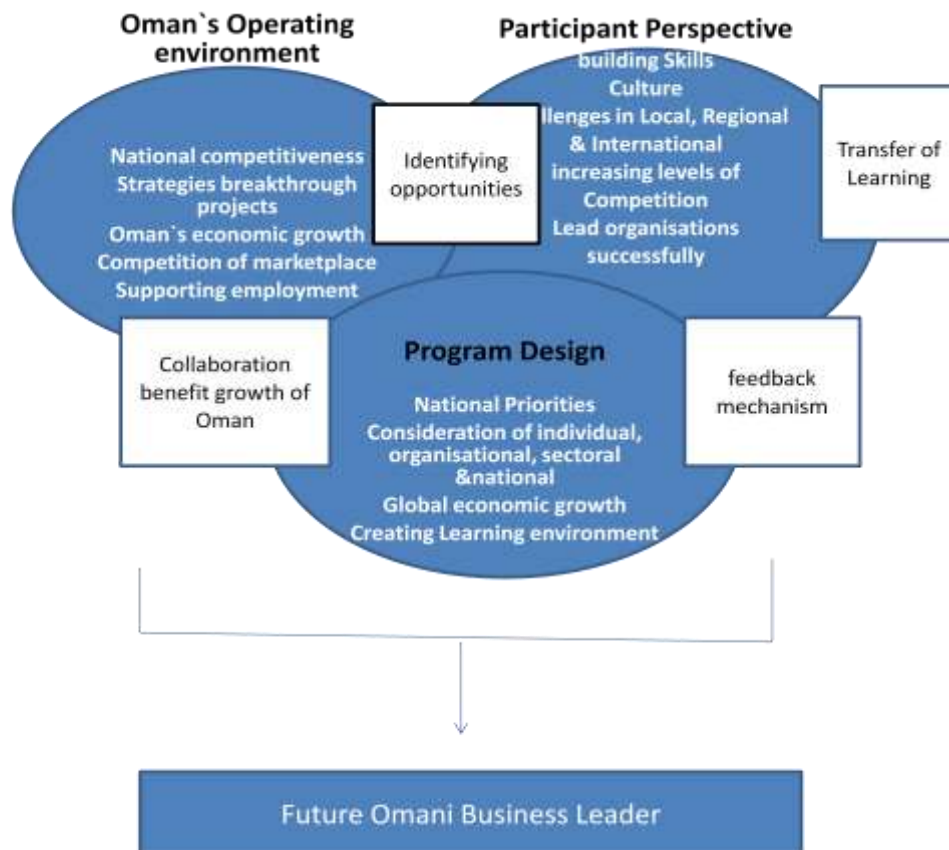 Oman`s Operating
environment
National competitiveness
Strategies breakthrough
projects
Oman`s economic growth
Competition of marketplace
Supporting employment
Identifying
opportunities
Participant Perspective
building Skills
Culture
llenges in Local, Regional
& International
increasing levels of
Competition
Lead organisations
successfully
Transfer of
Learning
Collaboration
benefit growth of
Oman
Program Design
National Priorities
Consideration of individual,
organisational, sectoral
&national
Global economic growth
Creating Learning environment
feedback
mechanism
Future Omani Business Leader